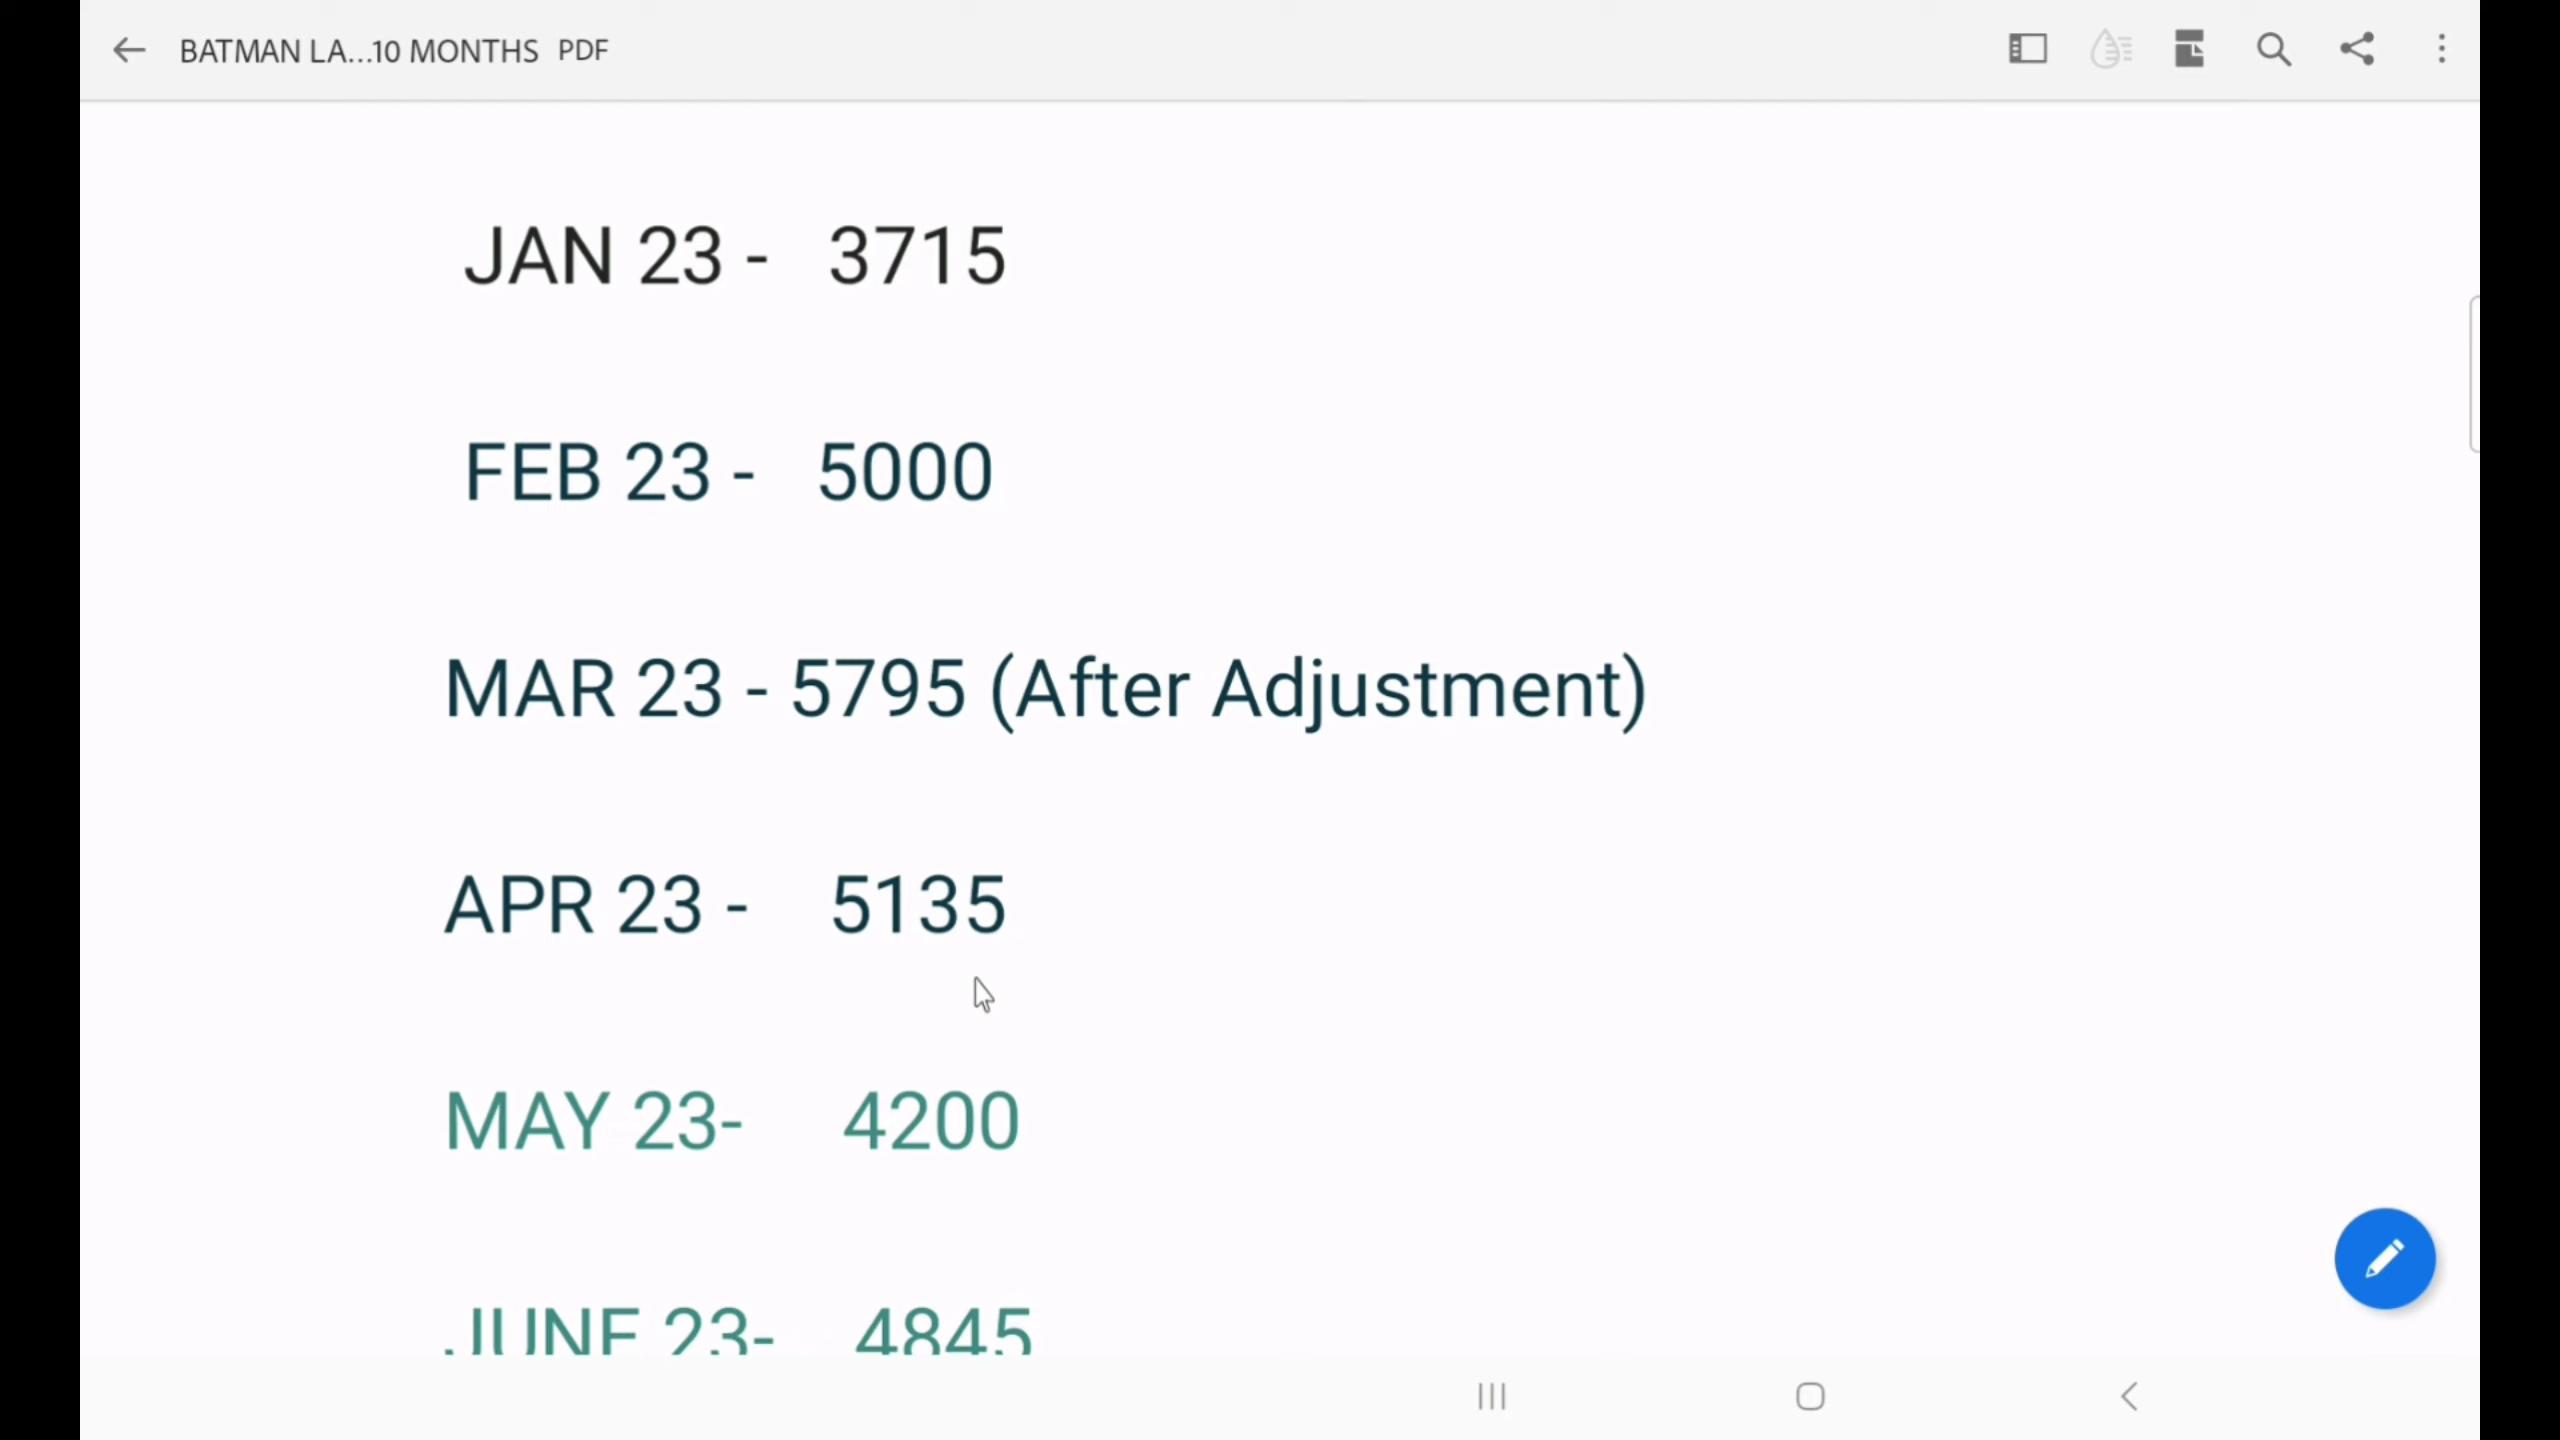 BATMAN LA...10 MONTHS PDF
JAN 23 - 3715
FEB 23 - 5000
MAR 23 - 5795 (After Adjustment)
APR 23 - 5135
MAY 23- 4200
JUNE 23- 4845